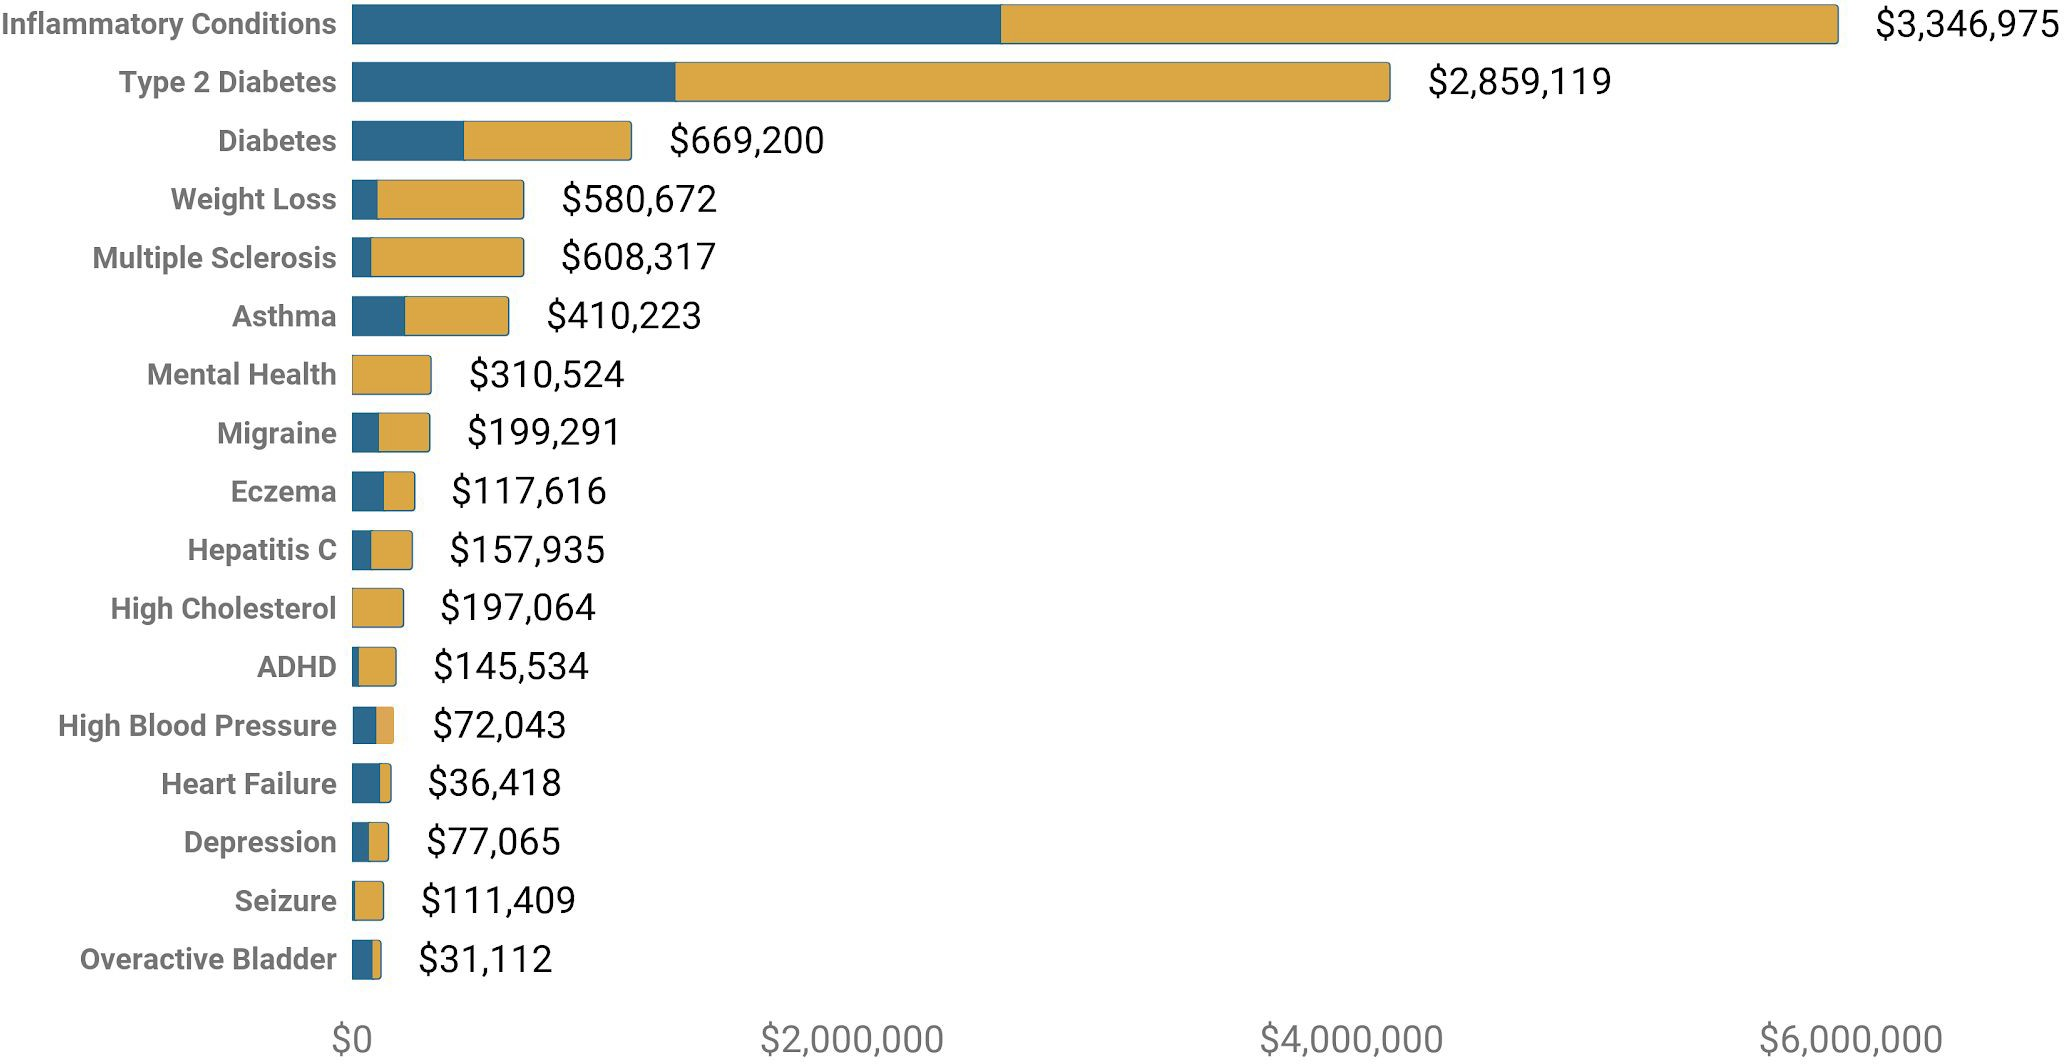 Inflammatory Conditions $3,346,975
Type 2 Diabetes $2,859,119
Diabetes $669,200
Weight Loss $580,672
Multiple Sclerosis $608,317
Asthma $410,223
Mental Health $310,524
Migraine $199,291
Eczema $117,616
Hepatitis C $157,935
High Cholesterol $197,064
ADHD $145,534
High Blood Pressure $72,043
Heart Failure $36,418
Depression $77,065
Seizure $111,409
Overactive Bladder $31,112
$0 $2,000,000 $4,000,000 $6,000,000